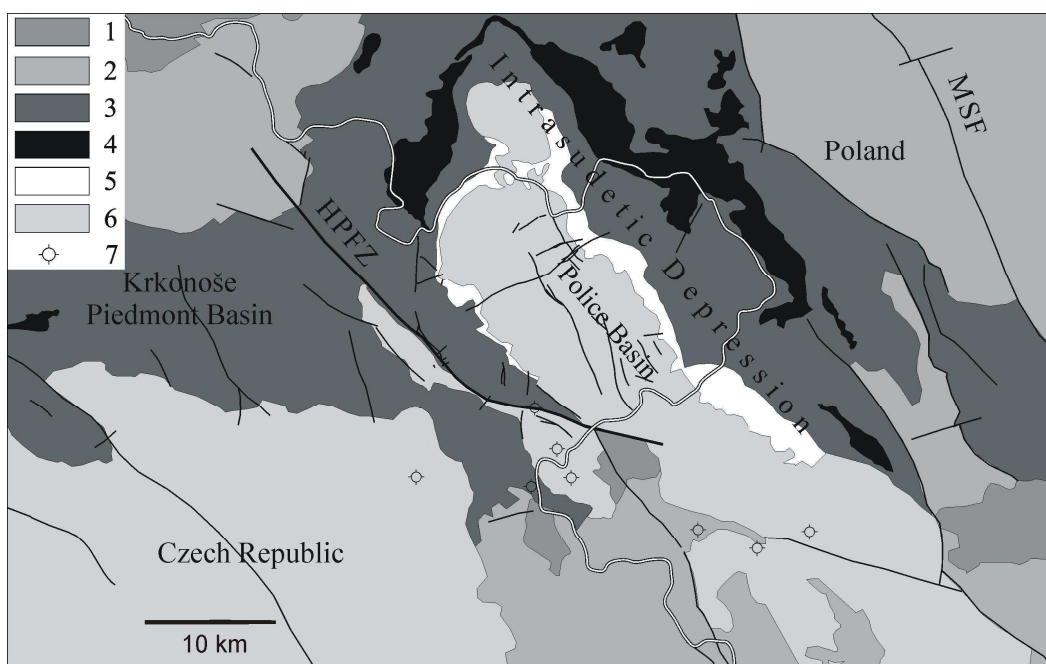 1
2
3
4
5
6
7
Intrasudetic Depression
MSF
Poland
HPFZ
Krkonoše
Piedmont Basin
Police Basin
Czech Republic
10 km